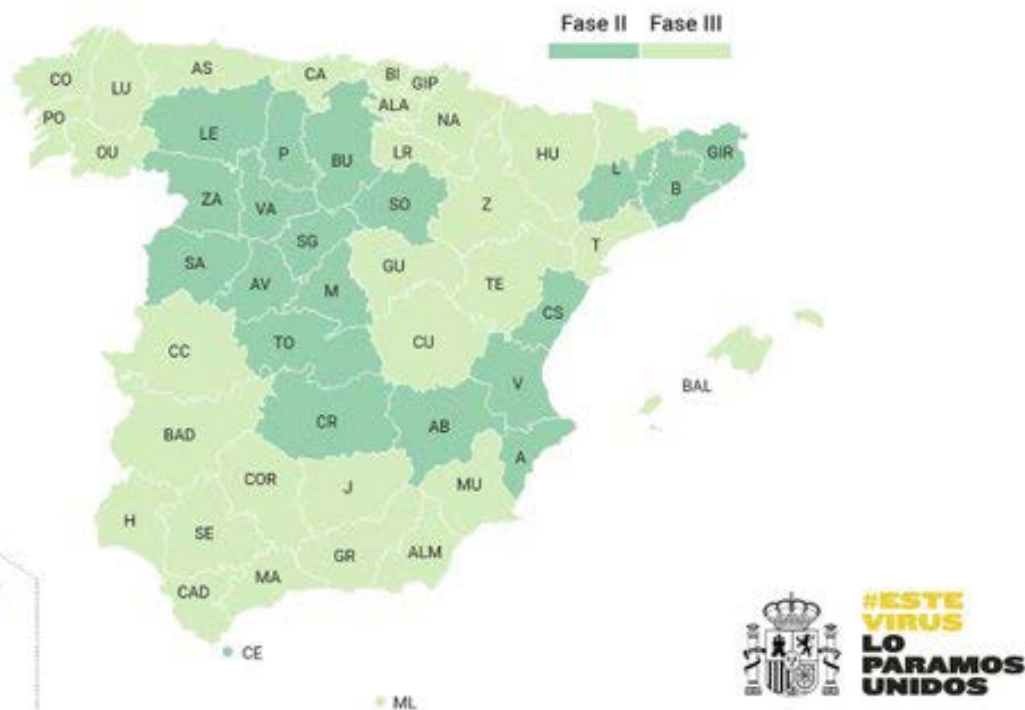 Fase II Fase III
CO LU AS CA BI GIP
PO OU LE P BU ALA NA
LR HU L GIR
ZA VA SO Z B
SG T
SA AV M GU TE
CC TO CU CS
BAL
V
BAD CR AB
A
COR J MU
H SE
GR ALM
CAD MA
CE
ML
#ESTE
VIRUS
LO
PARAMOS
UNIDOS